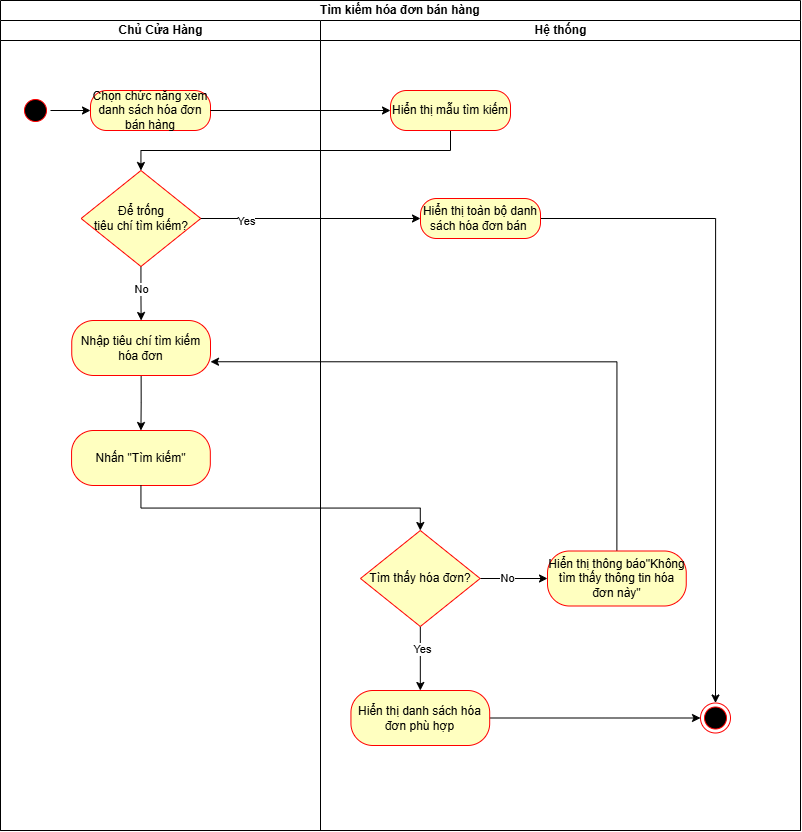 Tìm kiếm hóa đơn bán hàng
Chủ Cửa Hàng
Hệ thống
Chọn chức năng xem
danh sách hóa đơn
bán hàng
Hiển thị mẫu tìm kiếm
Để trống
tiêu chí tìm kiếm?
Yes
Hiển thị toàn bộ danh
sách hóa đơn bán
No
Nhập tiêu chí tìm kiếm
hóa đơn
Nhấn "Tìm kiếm"
Tìm thấy hóa đơn?
No
Hiển thị thông báo"Không
tìm thấy thông tin hóa
đơn này"
Yes
Hiển thị danh sách hóa
đơn phù hợp